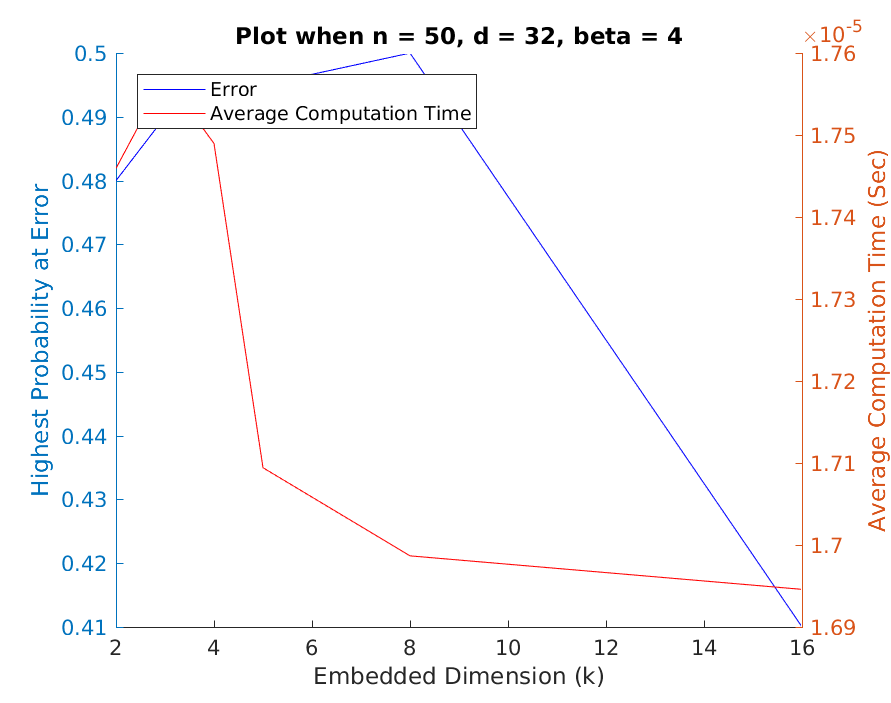 Plot when n = 50, d = 32, beta = 4
×10-5
Error
Average Computation Time
0.5
0.49
0.48
0.47
0.46
0.45
0.44
0.43
0.42
0.41
Highest Probability at Error
1.76
1.75
1.74
1.73
1.72
1.71
1.7
1.69
Average Computation Time (Sec)
2 4 6 8 10 12 14 16
Embedded Dimension (k)